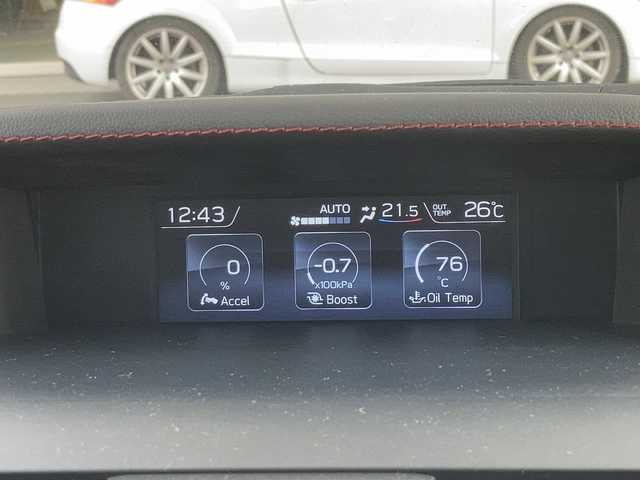 12:43 AUTO 21.5 OUT TEMP 26°C
0 % Accel
-0.7 x100kPa Boost
76 °C Oil Temp